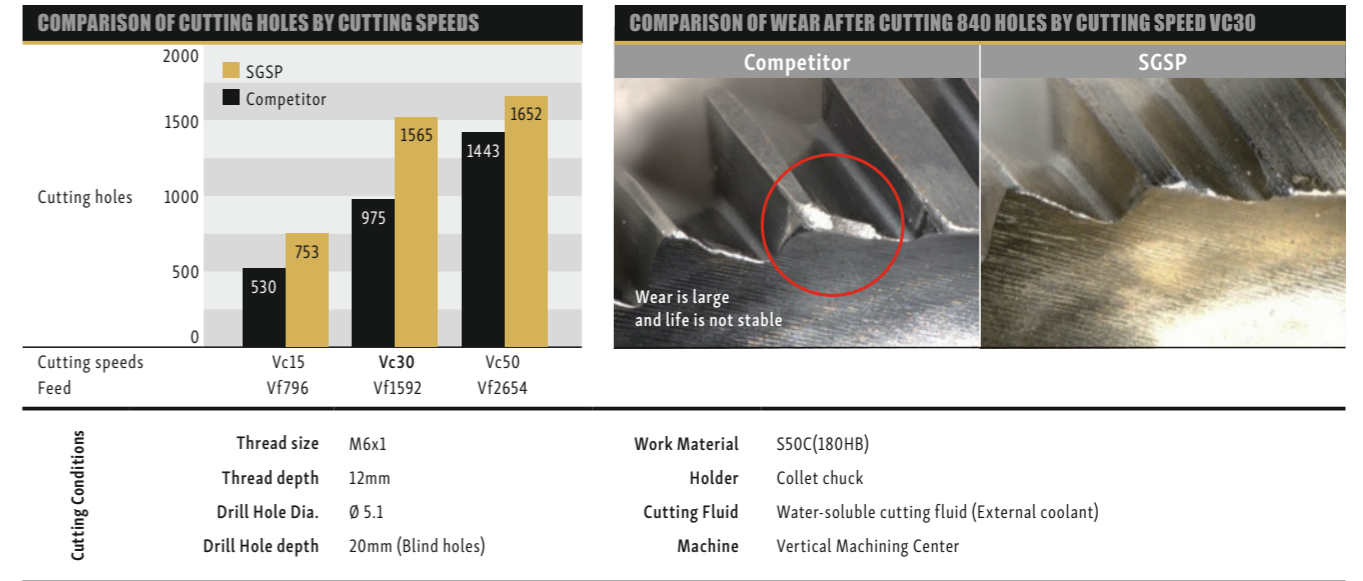 COMPARISON OF CUTTING HOLES BY CUTTING SPEEDS
2000
1500
Cutting holes
1000
500
0
SGSP
Competitor
530
753
975
1565
1443
1652
Cutting speeds Vc15 Vc30 Vc50
Feed Vf796 Vf1592 Vf2654
COMPARISON OF WEAR AFTER CUTTING 840 HOLES BY CUTTING SPEED VC30
Competitor
SGSP
Wear is large
and life is not stable
Cutting Conditions
Thread size M6x1
Thread depth 12mm
Drill Hole Dia. Ø 5.1
Drill Hole depth 20mm (Blind holes)
Work Material S50C(180HB)
Holder Collet chuck
Cutting Fluid Water-soluble cutting fluid (External coolant)
Machine Vertical Machining Center